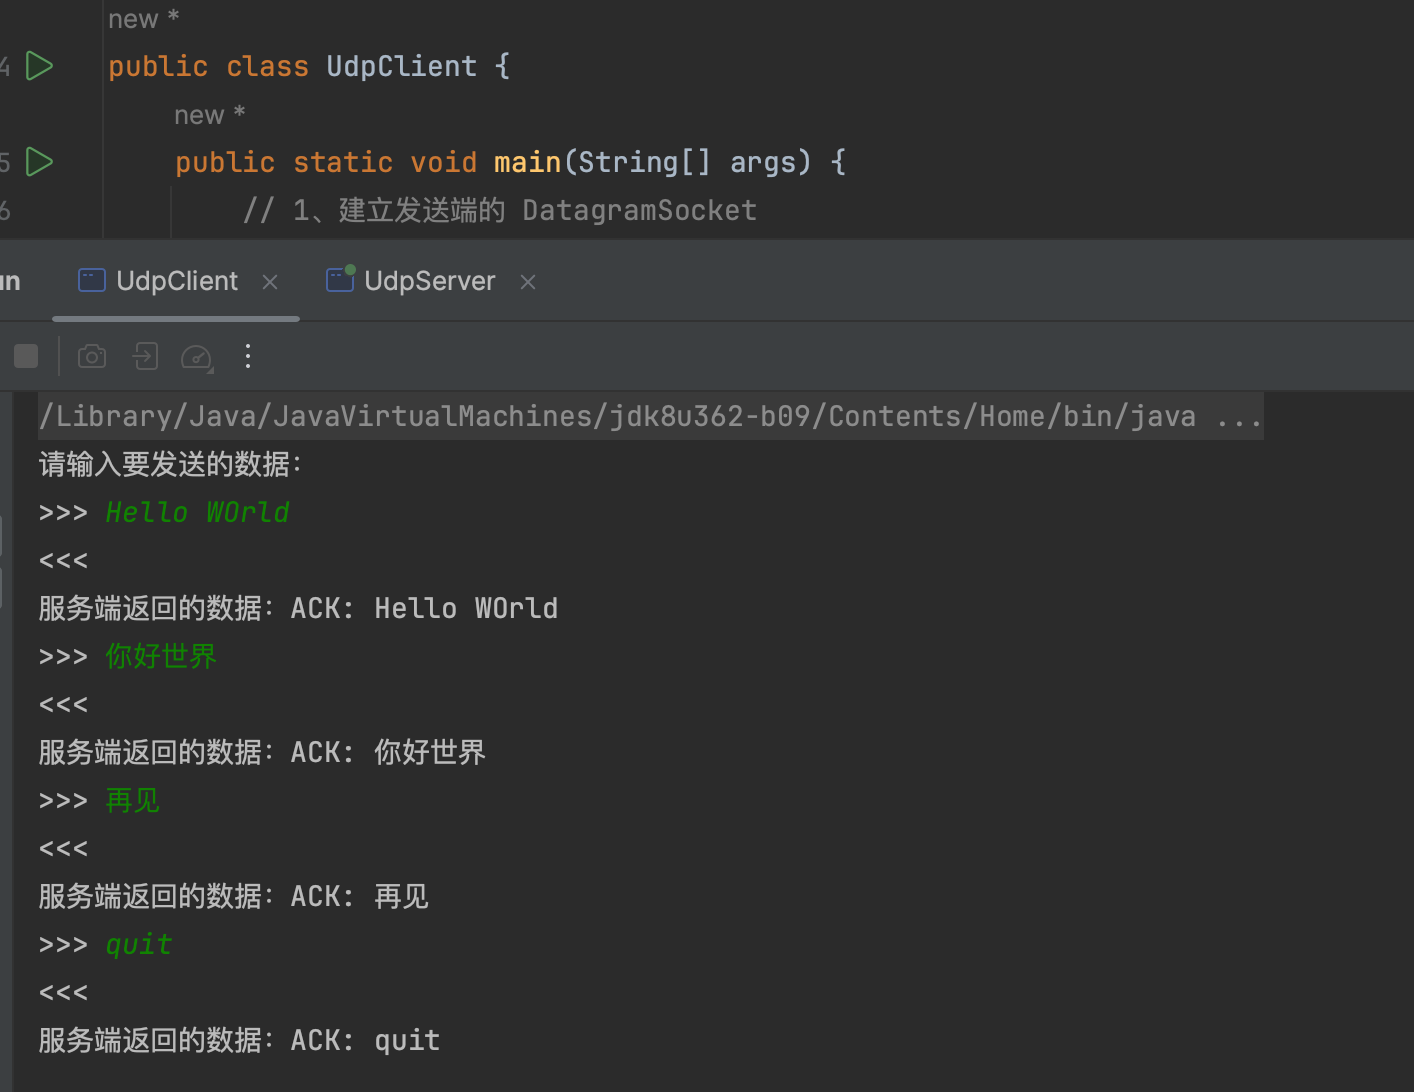 new *
4 public class UdpClient {
new *
5 public static void main(String[] args) {
6 // 1、建立发送端的 DatagramSocket
un UdpClient × UdpServer ×
/Library/Java/JavaVirtualMachines/jdk8u362-b09/Contents/Home/bin/java ...
请输入要发送的数据：
>>> Hello WOrld
<<<
服务端返回的数据：ACK: Hello WOrld
>>> 你好世界
<<<
服务端返回的数据：ACK: 你好世界
>>> 再见
<<<
服务端返回的数据：ACK: 再见
>>> quit
<<<
服务端返回的数据：ACK: quit